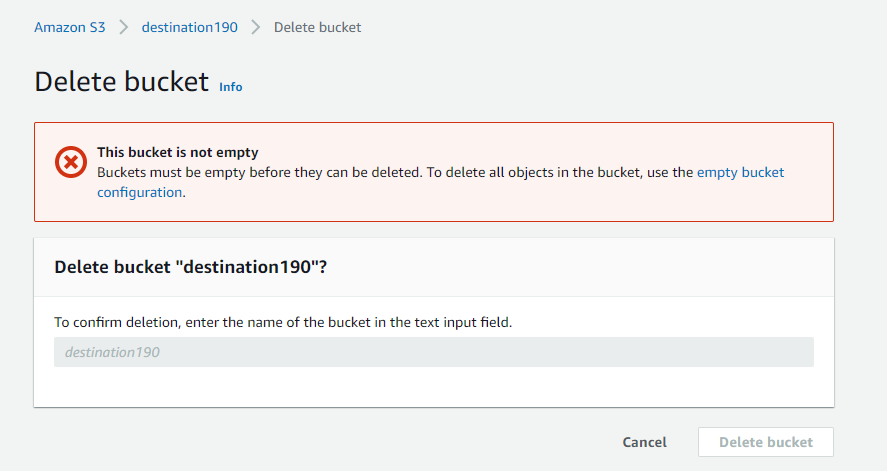 Amazon S3 > destination190 > Delete bucket
Delete bucket Info
This bucket is not empty
Buckets must be empty before they can be deleted. To delete all objects in the bucket, use the empty bucket
configuration.
Delete bucket "destination190"?
To confirm deletion, enter the name of the bucket in the text input field.
destination190
Cancel Delete bucket